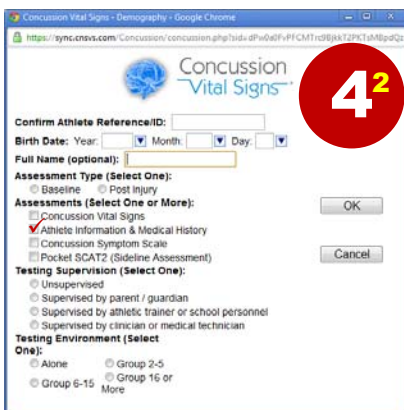 Concussion Vital Signs - Demography - Google Chrome
https://sync.cnsvs.com/Concussion/concussion.php?sid=
Concussion
Vital Signs
4²
Confirm Athlete Reference/ID:
Birth Date: Year: Month: Day:
Full Name (optional):
Assessment Type (Select One):
Baseline Post Injury
Assessments (Select One or More):
OK
Concussion Vital Signs
Athlete Information & Medical History
Concussion Symptom Scale
Pocket SCAT2 (Sideline Assessment)
Cancel
Testing Supervision (Select One):
Unsupervised
Supervised by parent / guardian
Supervised by athletic trainer or school personnel
Supervised by clinician or medical technician
Testing Environment (Select
One):
Alone Group 2-5
Group 6-15 Group 16 or
More